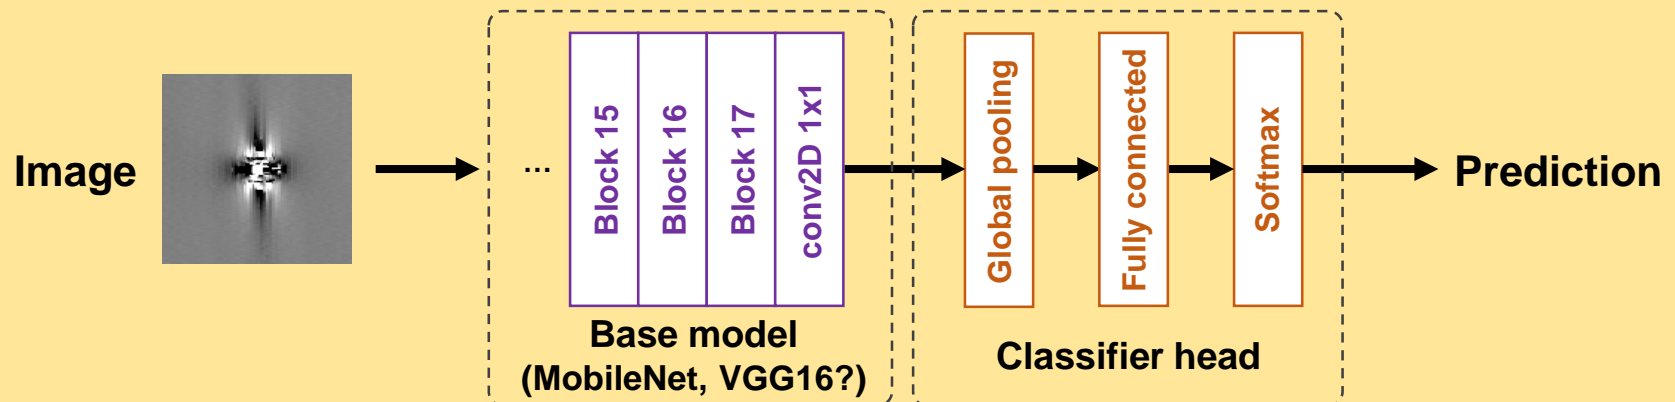 Image
...
Block 15
Block 16
Block 17
conv2D 1x1
Base model
(MobileNet, VGG16?)
Global pooling
Fully connected
Softmax
Classifier head
Prediction